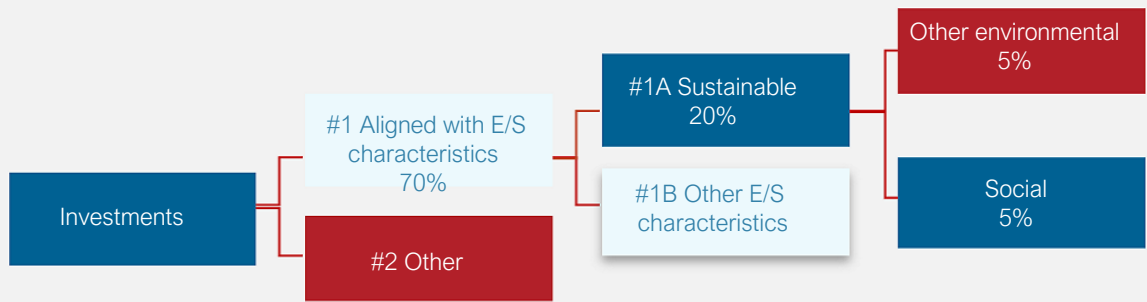 Investments
#1 Aligned with E/S
characteristics
70%
#2 Other
#1A Sustainable
20%
#1B Other E/S
characteristics
Other environmental
5%
Social
5%